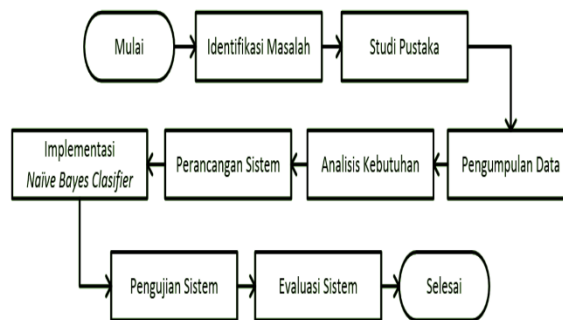 Mulai
Identifikasi Masalah
Studi Pustaka
Pengumpulan Data
Analisis Kebutuhan
Perancangan Sistem
Implementasi
Naïve Bayes Clasifier
Pengujian Sistem
Evaluasi Sistem
Selesai